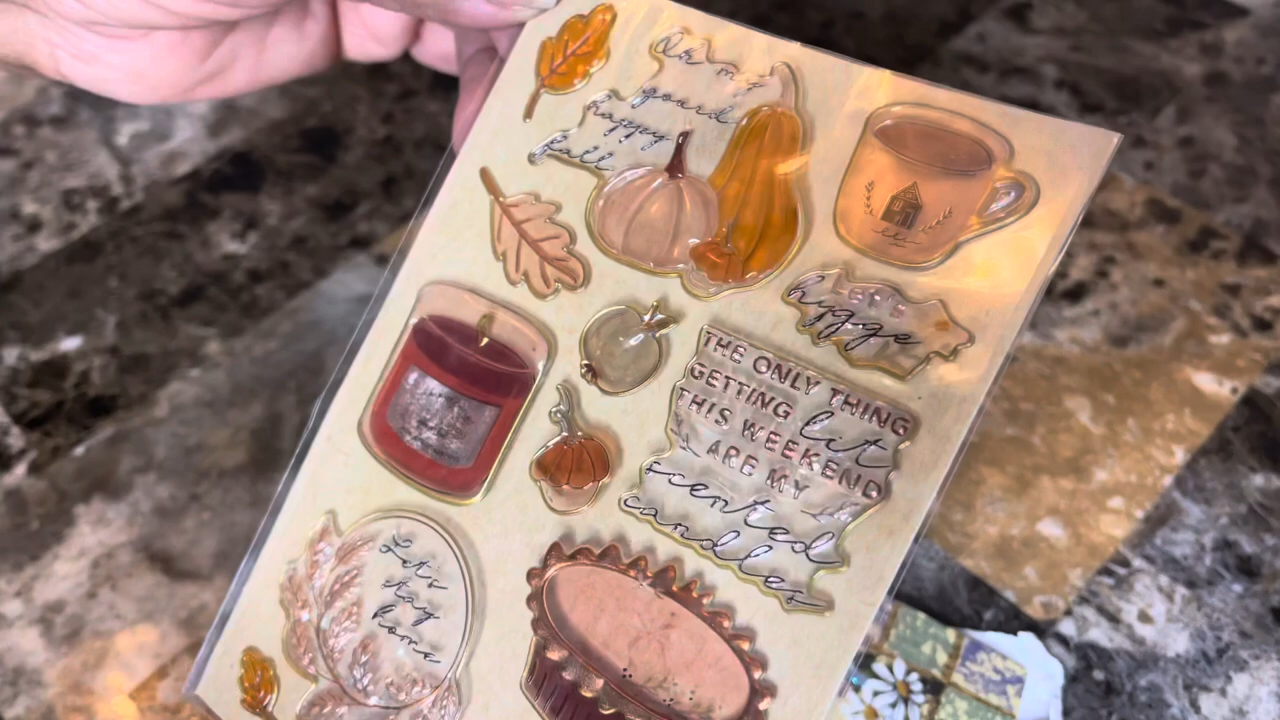 Oh my
gourd
happy
fall
hygge
THE ONLY THING
GETTING lit
THIS WEEKEND
ARE MY
scented
candles
Let's
stay
home